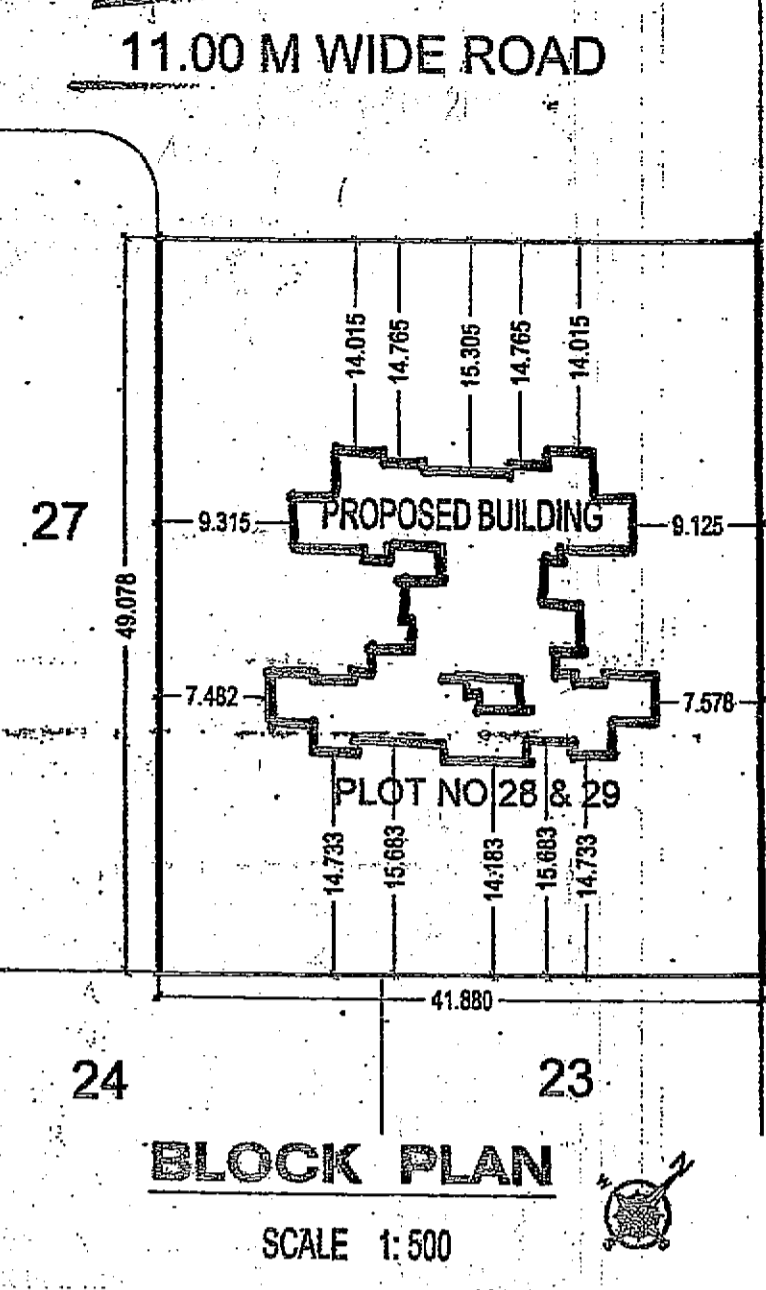 11.00 M WIDE ROAD
14.015
14.765
15.305
14.765
14.015
27
9.315
PROPOSED BUILDING
9.125
49.078
7.482
7.578
PLOT NO 28 & 29
14.733
15.683
14.183
15.683
14.733
41.880
24
23
BLOCK PLAN
SCALE 1:500
N
W